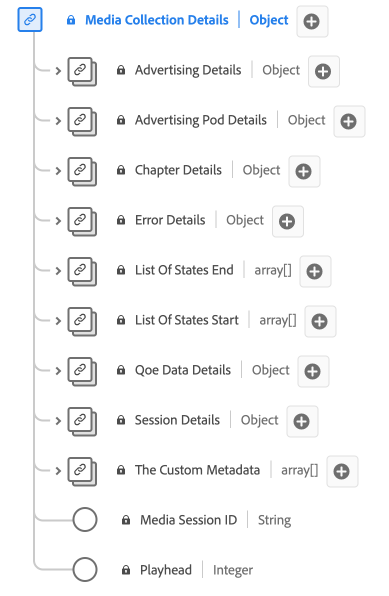 Media Collection Details | Object
Advertising Details | Object
Advertising Pod Details | Object
Chapter Details | Object
Error Details | Object
List Of States End | array[]
List Of States Start | array[]
Qoe Data Details | Object
Session Details | Object
The Custom Metadata | array[]
Media Session ID | String
Playhead | Integer